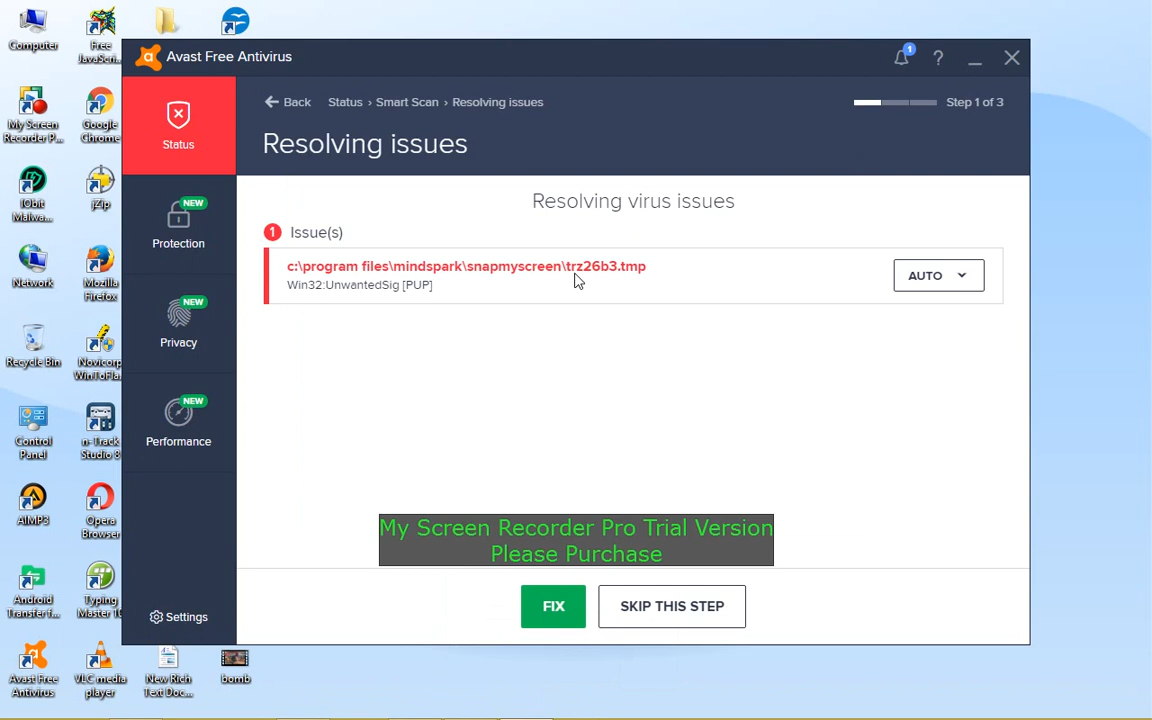 Computer
Free
JavaScri...
Avast Free Antivirus
1
My Screen
Recorder P...
Google
Chrome
Status
Back Status › Smart Scan › Resolving issues
Step 1 of 3
Resolving issues
IObit
Malwa...
jZip
NEW
Protection
Resolving virus issues
1 Issue(s)
c:\program files\mindspark\snapmyscreen\trz26b3.tmp
Win32:UnwantedSig [PUP]
AUTO
Network
Mozilla
Firefox
NEW
Privacy
Recycle Bin
Novicorp
WinToFla...
NEW
Performance
Control
Panel
n-Track
Studio 8
AIMP3
Opera
Browser
My Screen Recorder Pro Trial Version
Please Purchase
Android
Transfer f...
Typing
Master 10
Settings
FIX
SKIP THIS STEP
Avast Free
Antivirus
VLC media
player
New Rich
Text Doc...
bomb